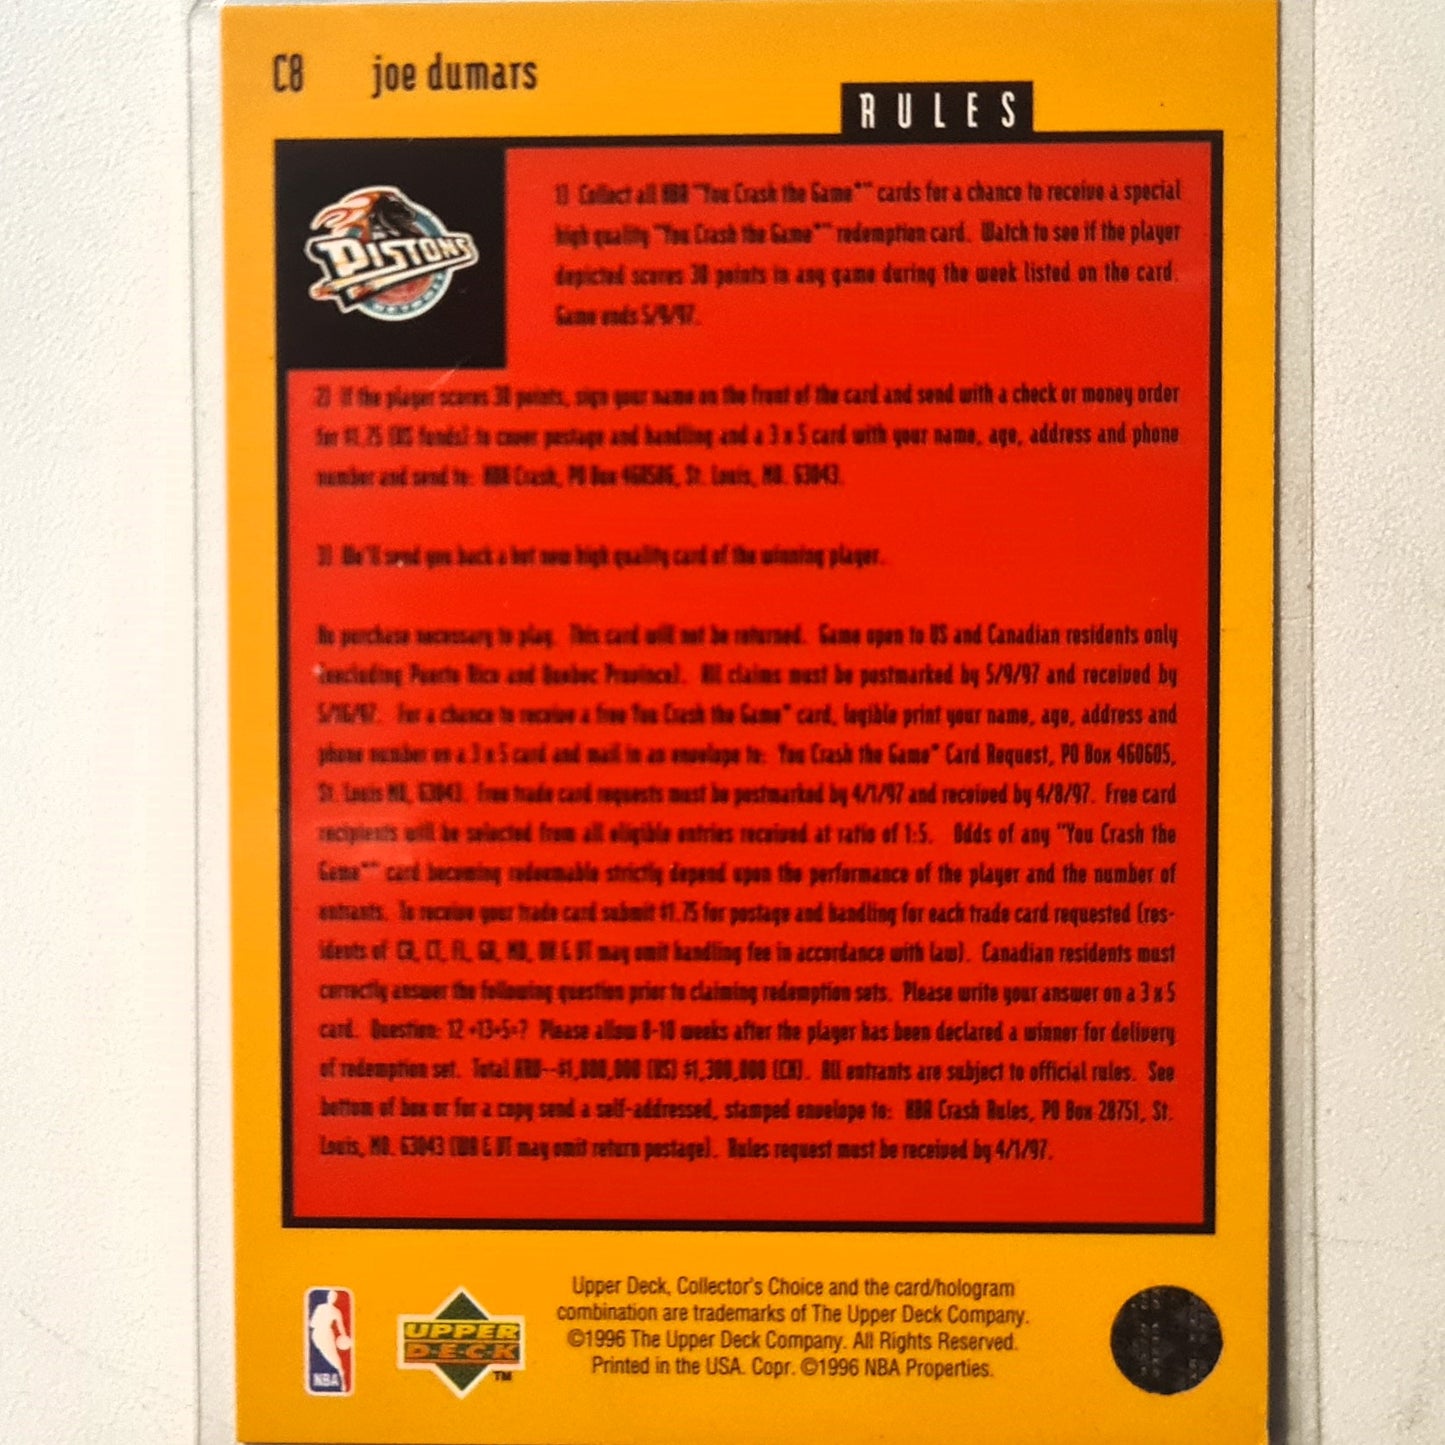 C8 joe dumars
RULES
PISTONS
1) Collect all NBA "You Crash the Game*" cards for a chance to receive a special
high quality "You Crash the Game*" redemption card. Watch to see if the player
depicted scores 30 points in any game during the week listed on the card.
Game ends 5/9/97.
2) If the player scores 30 points, sign your name on the front of the card and send with a check or money order
for $1.75 (US funds) to cover postage and handling and a 3 x 5 card with your name, age, address and phone
number and send to: NBA Crash, PO Box 460586, St. Louis, MO. 63043.
3) We'll send you back a hot new high quality card of the winning player.
No purchase necessary to play. This card will not be returned. Game open to US and Canadian residents only
(excluding Puerto Rico and Quebec Province). All claims must be postmarked by 5/9/97 and received by
5/16/97. For a chance to receive a free You Crash the Game* card, legible print your name, age, address and
phone number on a 3 x 5 card and mail in an envelope to: You Crash the Game* Card Request, PO Box 460605,
St. Louis MO, 63043. Free trade card requests must be postmarked by 4/1/97 and received by 4/8/97. Free card
recipients will be selected from all eligible entries received at ratio of 1:5. Odds of any "You Crash the
Game*" card becoming redeemable strictly depend upon the performance of the player and the number of
entrants. To receive your trade card submit $1.75 for postage and handling for each trade card requested (res-
idents of CA, CT, FL, GA, MD, WA & VT may omit handling fee in accordance with law). Canadian residents must
correctly answer the following question prior to claiming redemption sets. Please write your answer on a 3 x 5
card. Question: 12 +13+5=? Please allow 8-10 weeks after the player has been declared a winner for delivery
of redemption set. Total ARV--$1,000,000 (US) $1,300,000 (CN). All entrants are subject to official rules. See
bottom of box or for a copy send a self-addressed, stamped envelope to: NBA Crash Rules, PO Box 28751, St.
Louis, MO. 63043 (WA & VT may omit return postage). Rules request must be received by 4/1/97.
Upper Deck, Collector's Choice and the card/hologram
combination are trademarks of The Upper Deck Company.
©1996 The Upper Deck Company. All Rights Reserved.
Printed in the USA. Copr. ©1996 NBA Properties.
NBA
UPPER
DECK
TM